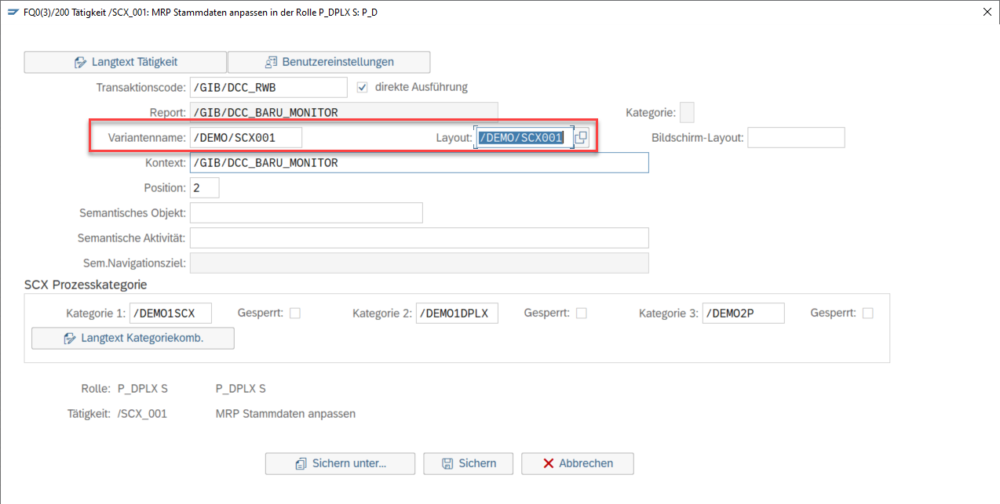 FQ0(3)/200 Tätigkeit /SCX_001: MRP Stammdaten anpassen in der Rolle P_DPLX S: P_D
Langtext Tätigkeit Benutzereinstellungen
Transaktionscode: /GIB/DCC_RWB direkte Ausführung
Report: /GIB/DCC_BARU_MONITOR Kategorie:
Variantenname: /DEMO/SCX001 Layout: /DEMO/SCX001 Bildschirm-Layout:
Kontext: /GIB/DCC_BARU_MONITOR
Position: 2
Semantisches Objekt:
Semantische Aktivität:
Sem.Navigationsziel:
SCX Prozesskategorie
Kategorie 1: /DEMO1SCX Gesperrt: Kategorie 2: /DEMO1DPLX Gesperrt: Kategorie 3: /DEMO2P Gesperrt:
Langtext Kategoriekomb.
Rolle: P_DPLX S P_DPLX S
Tätigkeit: /SCX_001 MRP Stammdaten anpassen
Sichern unter... Sichern Abbrechen